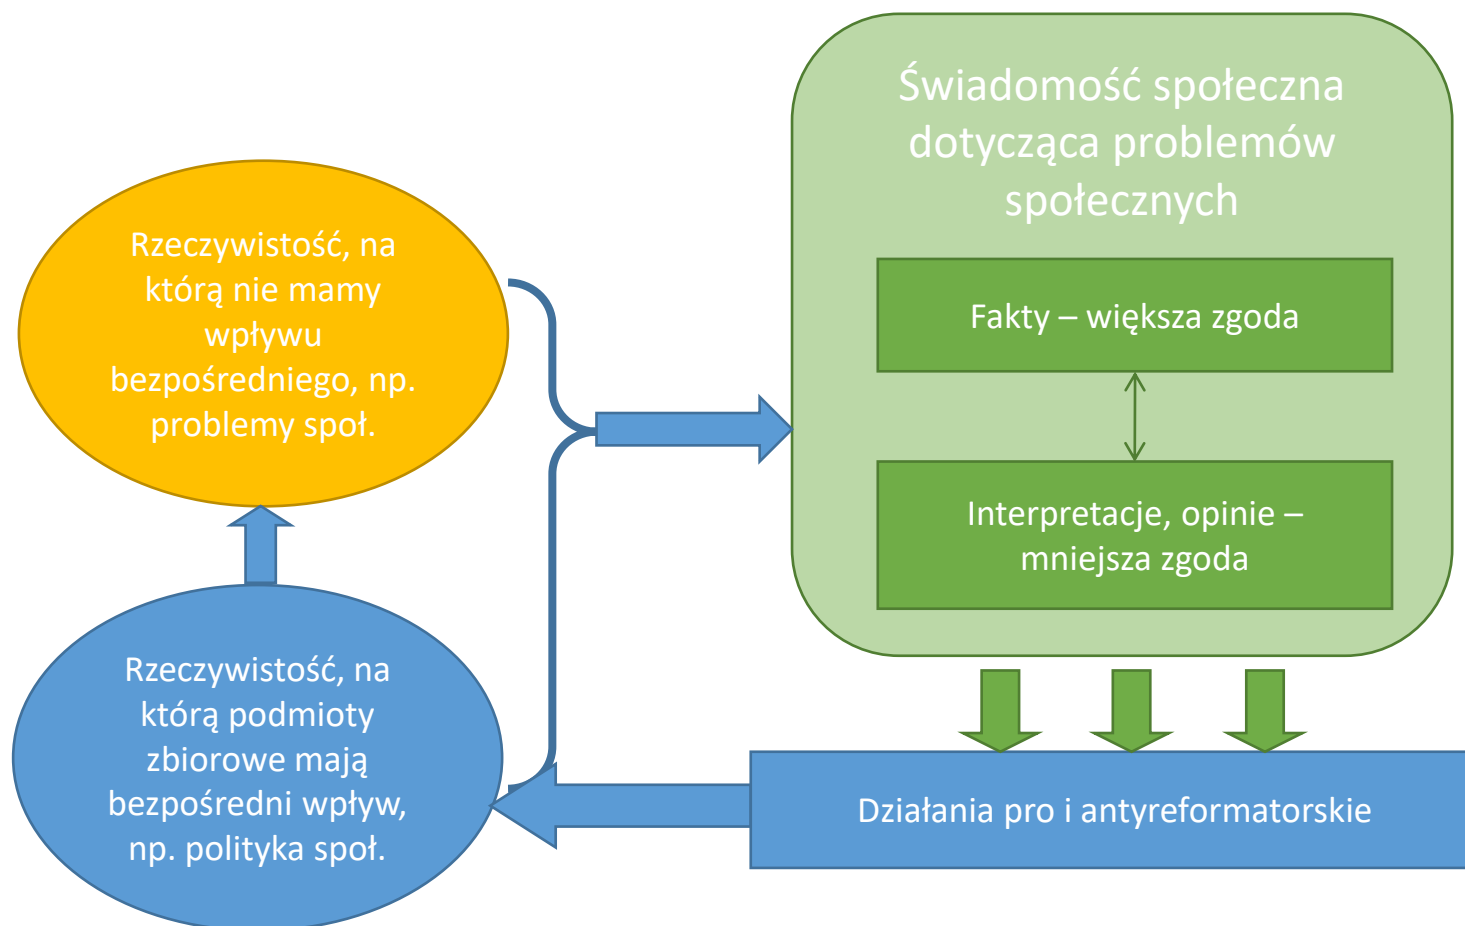 Świadomość społeczna
dotycząca problemów
społecznych
Rzeczywistość, na
którą nie mamy
wpływu
bezpośredniego, np.
problemy społ.
Fakty – większa zgoda
Interpretacje, opinie –
mniejsza zgoda
Rzeczywistość, na
którą podmioty
zbiorowe mają
bezpośredni wpływ,
np. polityka społ.
Działania pro i antyreformatorskie